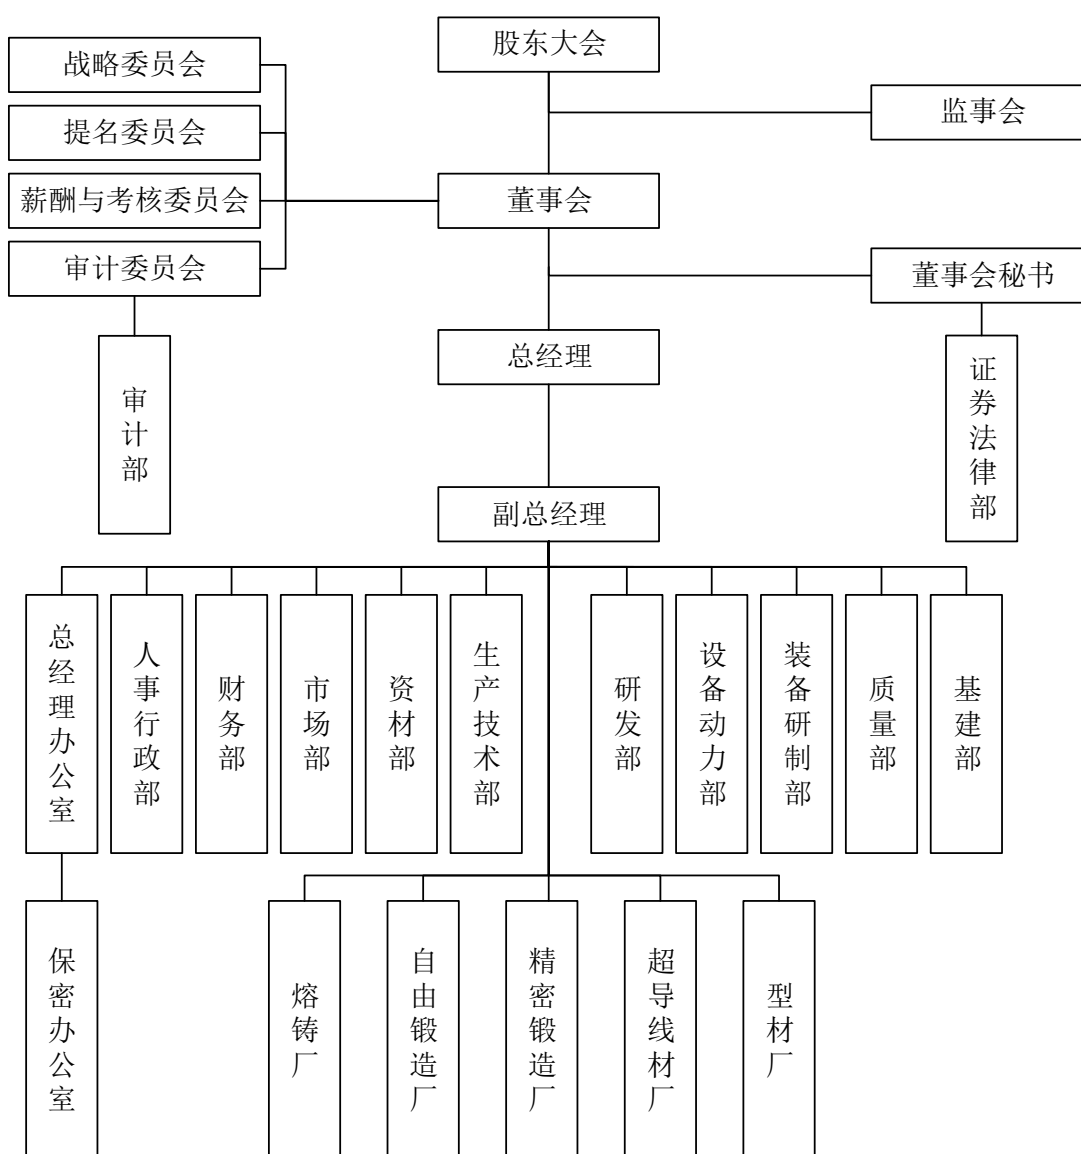 股东大会
战略委员会
监事会
提名委员会
薪酬与考核委员会
董事会
审计委员会
董事会秘书
总经理
审计部
证券法律部
副总经理
总经理办公室
人事行政部
财务部
市场部
资材部
生产技术部
研发部
设备动力部
装备研制部
质量部
基建部
保密办公室
熔铸厂
自由锻造厂
精密锻造厂
超导线材厂
型材厂